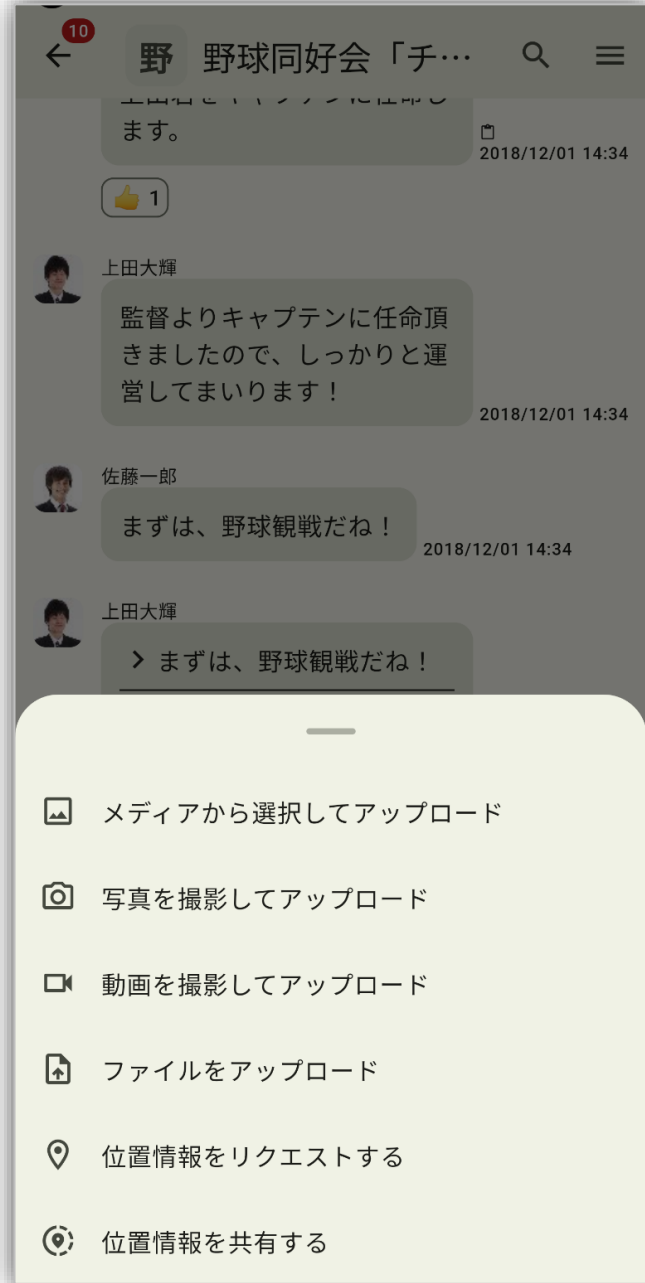 10
野 野球同好会「チ…
ます。
2018/12/01 14:34
👍 1
上田大輝
監督よりキャプテンに任命頂
きましたので、しっかりと運
営してまいります！
2018/12/01 14:34
佐藤一郎
まずは、野球観戦だね！
2018/12/01 14:34
上田大輝
まずは、野球観戦だね！
メディアから選択してアップロード
写真を撮影してアップロード
動画を撮影してアップロード
ファイルをアップロード
位置情報をリクエストする
位置情報を共有する